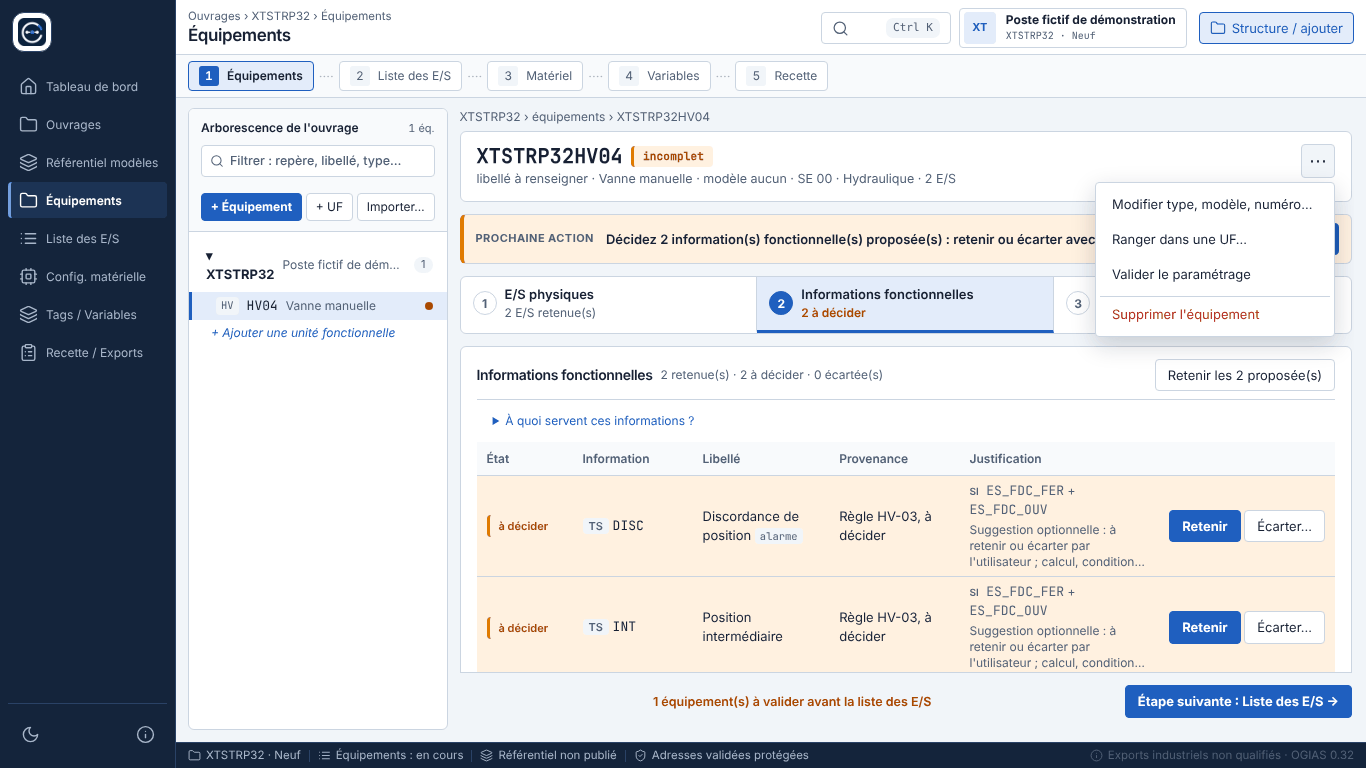 Ouvrages › XTSTRP32 › Équipements
Équipements
Ctrl K
XT
Poste fictif de démonstration
XTSTRP32 · Neuf
Structure / ajouter
Tableau de bord
Ouvrages
Référentiel modèles
Équipements
Liste des E/S
Config. matérielle
Tags / Variables
Recette / Exports
1 Équipements
2 Liste des E/S
3 Matériel
4 Variables
5 Recette
Arborescence de l'ouvrage
1 éq.
Filtrer : repère, libellé, type...
+ Équipement
+ UF
Importer...
▼
XTSTRP32 Poste fictif de dém... 1
HV HV04 Vanne manuelle
+ Ajouter une unité fonctionnelle
XTSTRP32 › équipements › XTSTRP32HV04
XTSTRP32HV04 incomplet
libellé à renseigner · Vanne manuelle · modèle aucun · SE 00 · Hydraulique · 2 E/S
...
Modifier type, modèle, numéro...
Ranger dans une UF...
Valider le paramétrage
Supprimer l'équipement
PROCHAINE ACTION Décidez 2 information(s) fonctionnelle(s) proposée(s) : retenir ou écarter avec
1 E/S physiques
2 E/S retenue(s)
2 Informations fonctionnelles
2 à décider
3
Informations fonctionnelles 2 retenue(s) · 2 à décider · 0 écartée(s)
Retenir les 2 proposée(s)
▶ À quoi servent ces informations ?
État Information Libellé Provenance Justification
à décider
TS DISC
Discordance de
position alarme
Règle HV-03, à
décider
SI ES_FDC_FER +
ES_FDC_OUV
Suggestion optionnelle : à
retenir ou écarter par
l'utilisateur ; calcul, condition...
Retenir
Écarter...
à décider
TS INT
Position
intermédiaire
Règle HV-03, à
décider
SI ES_FDC_FER +
ES_FDC_OUV
Suggestion optionnelle : à
retenir ou écarter par
l'utilisateur ; calcul, condition...
Retenir
Écarter...
1 équipement(s) à valider avant la liste des E/S
Étape suivante : Liste des E/S →
XTSTRP32 · Neuf
Équipements : en cours
Référentiel non publié
Adresses validées protégées
Exports industriels non qualifiés · OGIAS 0.32